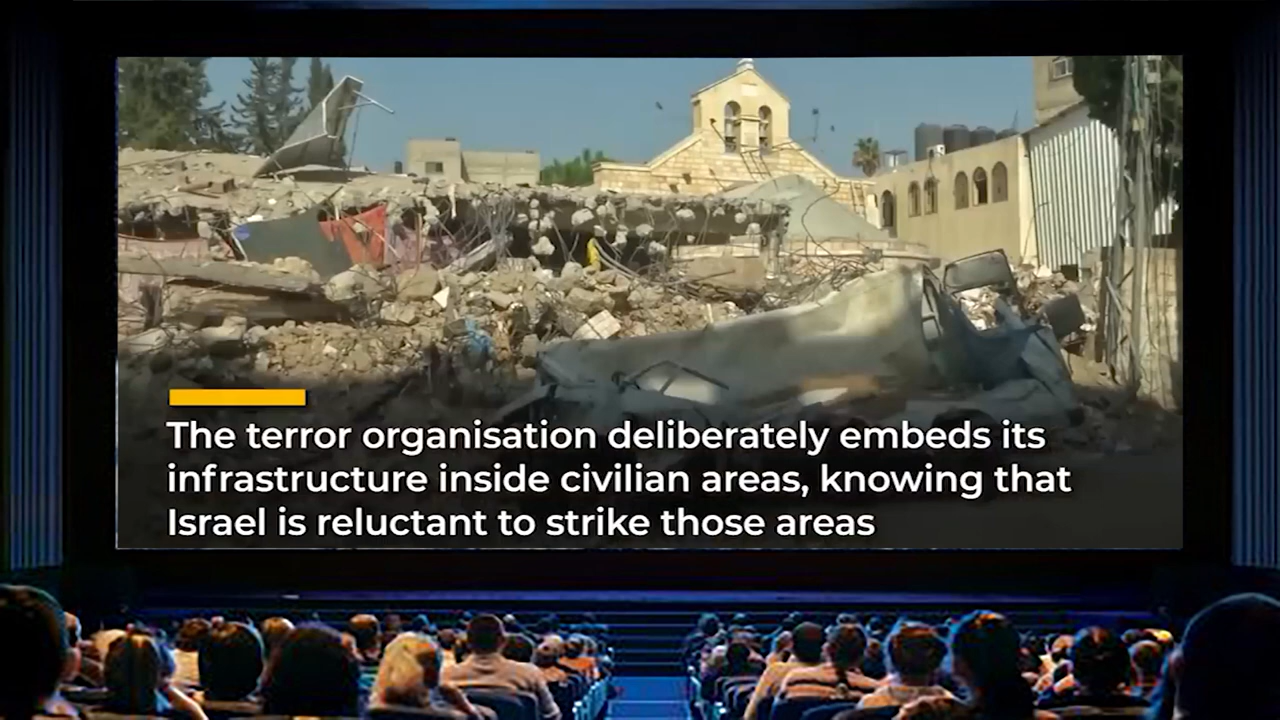 The terror organisation deliberately embeds its
infrastructure inside civilian areas, knowing that
Israel is reluctant to strike those areas